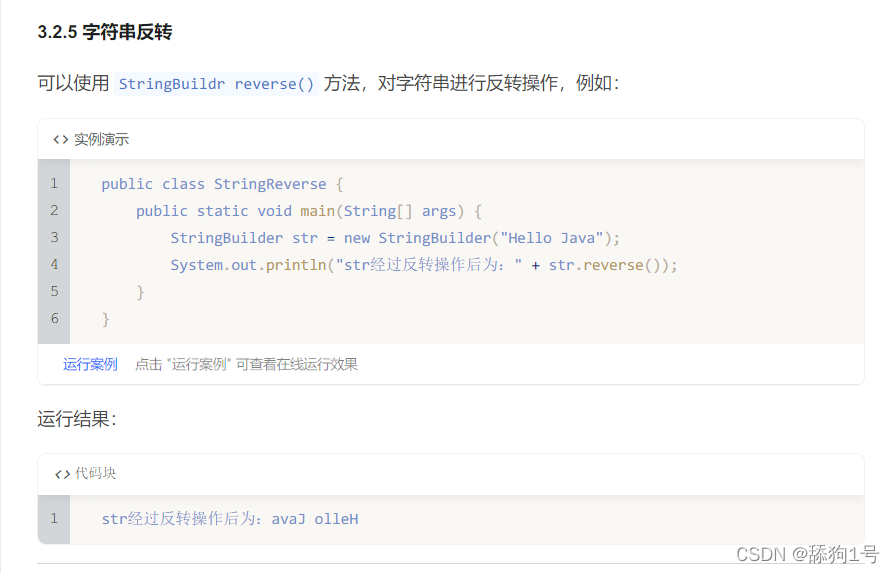 3.2.5 字符串反转
可以使用 StringBuildr reverse() 方法，对字符串进行反转操作，例如：
<> 实例演示
1 public class StringReverse {
2 public static void main(String[] args) {
3 StringBuilder str = new StringBuilder("Hello Java");
4 System.out.println("str经过反转操作后为：" + str.reverse());
5 }
6 }
运行案例 点击 "运行案例" 可查看在线运行效果
运行结果：
<> 代码块
1 str经过反转操作后为：avaJ olleH
CSDN @舔狗1号